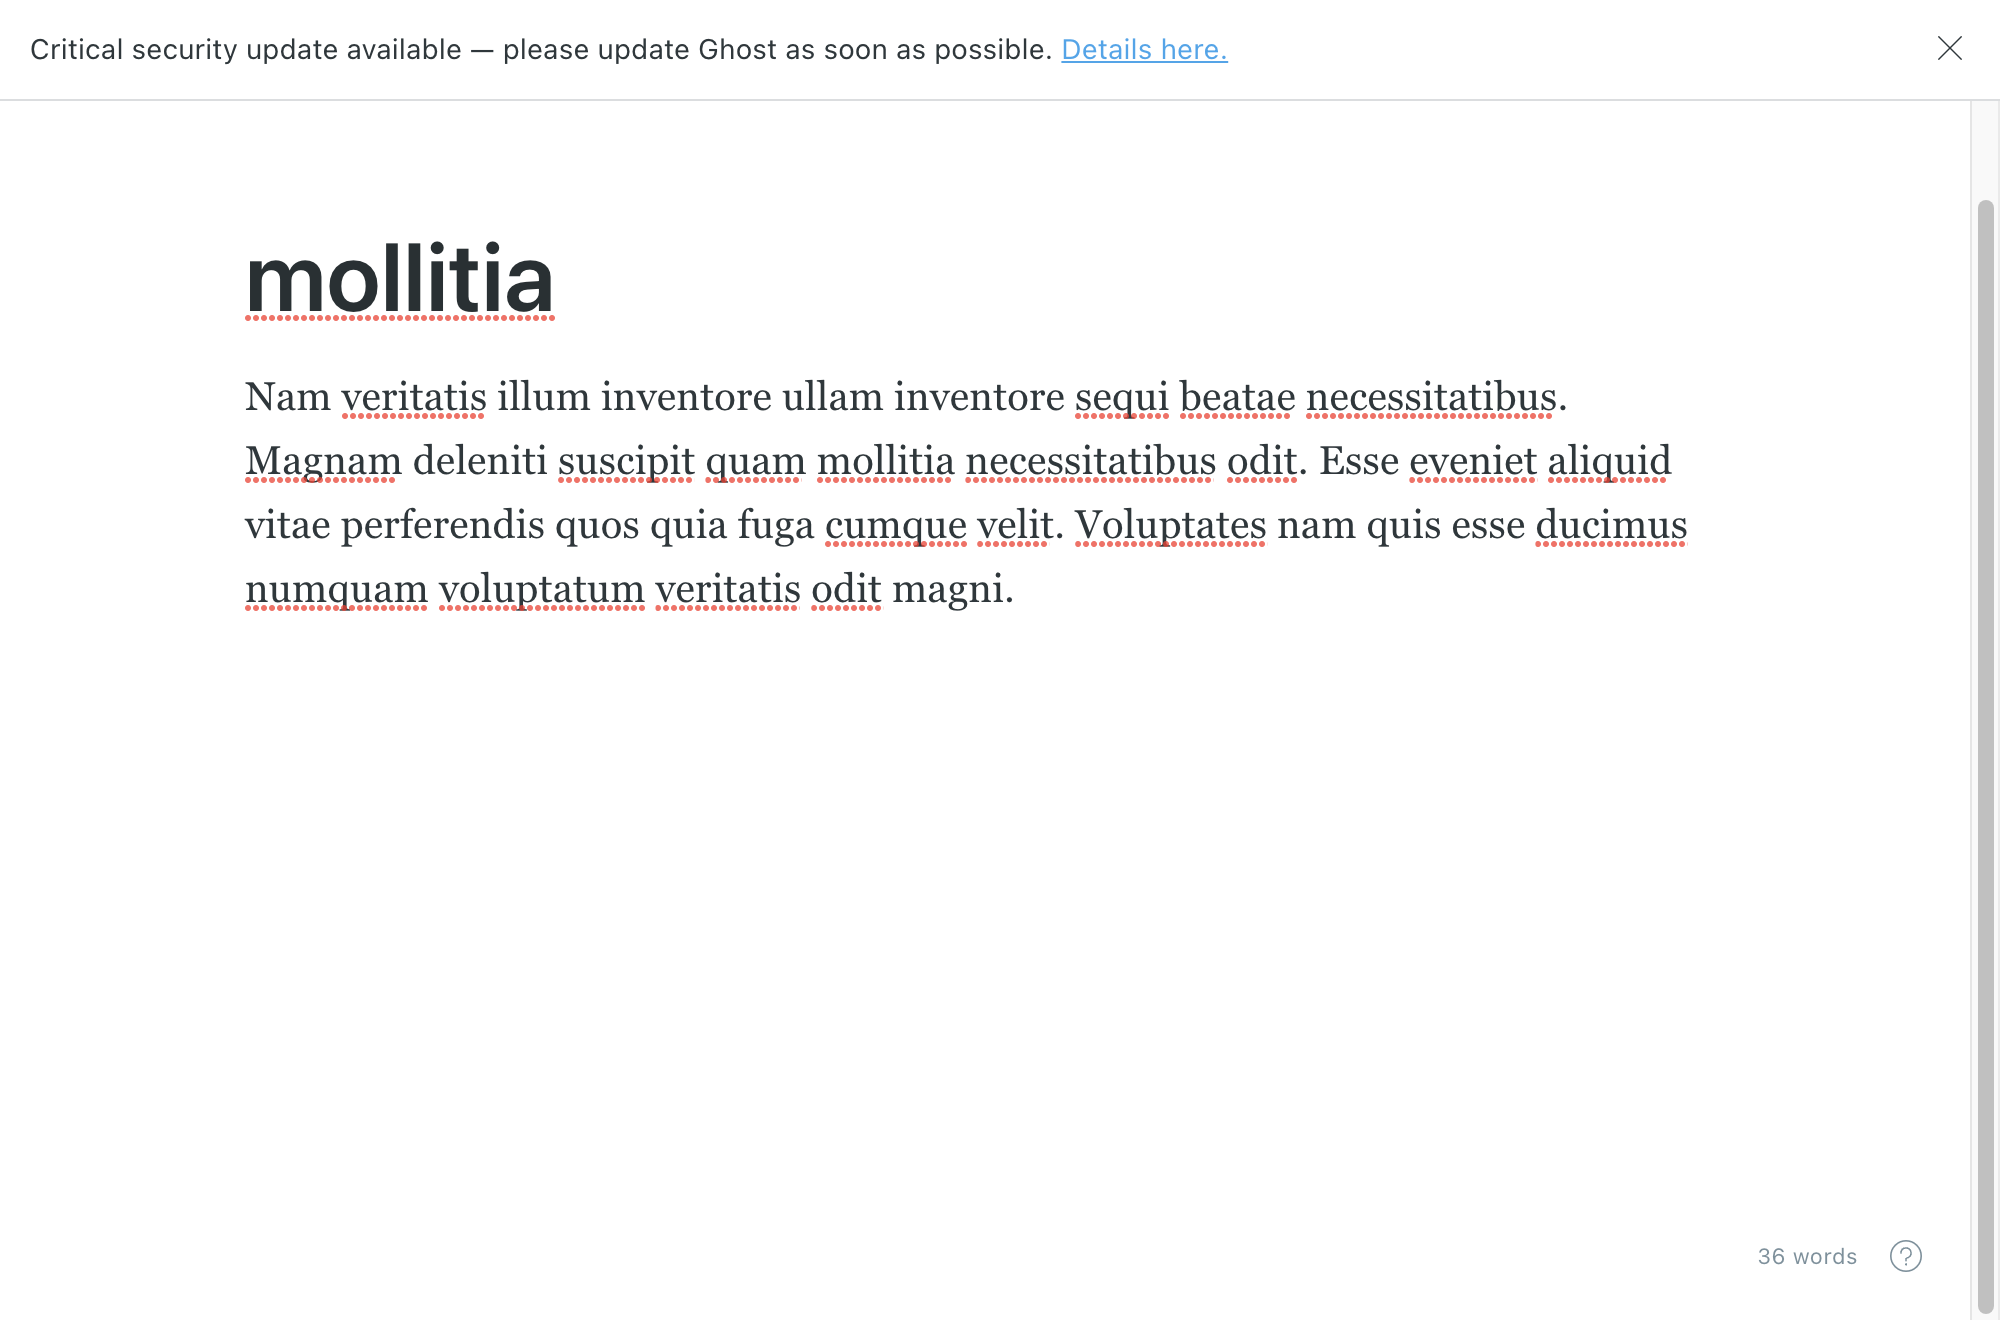 Critical security update available — please update Ghost as soon as possible. Details here.
mollitia
Nam veritatis illum inventore ullam inventore sequi beatae necessitatibus.
Magnam deleniti suscipit quam mollitia necessitatibus odit. Esse eveniet aliquid
vitae perferendis quos quia fuga cumque velit. Voluptates nam quis esse ducimus
numquam voluptatum veritatis odit magni.
36 words ?